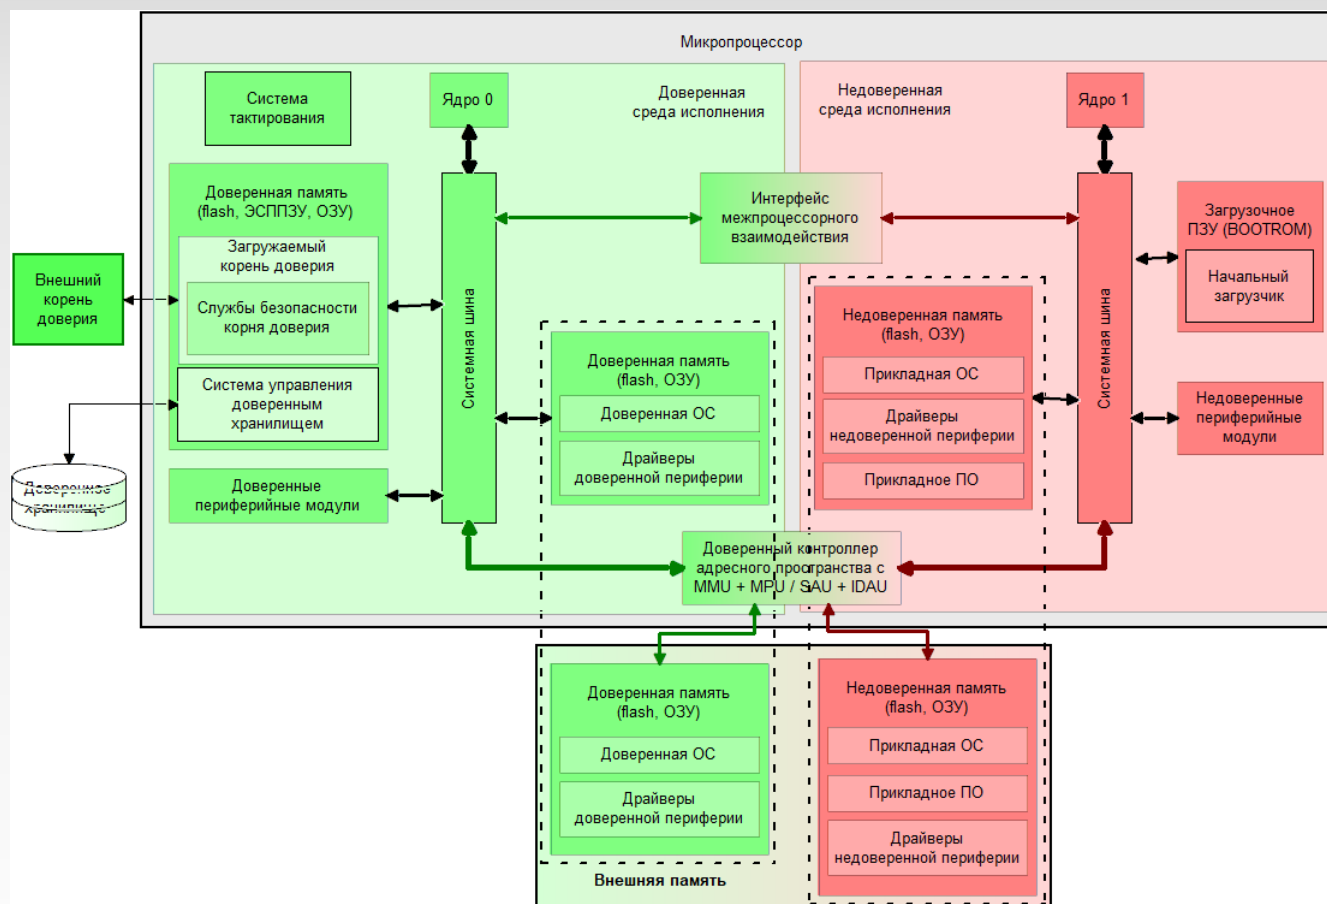 Микропроцессор
Система
тактирования
Ядро 0
Доверенная
среда исполнения
Недоверенная
среда исполнения
Ядро 1
Доверенная память
(flash, ЭСППЗУ, ОЗУ)
Загружаемый
корень доверия
Службы безопасности
корня доверия
Система управления
доверенным
хранилищем
Внешний
корень
доверия
Доверенное
хранилище
Доверенные
периферийные модули
Системная шина
Интерфейс
межпроцессорного
взаимодействия
Доверенная память
(flash, ОЗУ)
Доверенная ОС
Драйверы
доверенной периферии
Недоверенная память
(flash, ОЗУ)
Прикладная ОС
Драйверы
недоверенной периферии
Прикладное ПО
Системная шина
Загрузочное
ПЗУ (BOOTROM)
Начальный
загрузчик
Недоверенные
периферийные
модули
Доверенный контроллер
адресного пространства с
MMU + MPU / SAU + IDAU
Доверенная память
(flash, ОЗУ)
Доверенная ОС
Драйверы
доверенной периферии
Недоверенная память
(flash, ОЗУ)
Прикладная ОС
Прикладное ПО
Драйверы
недоверенной периферии
Внешняя память